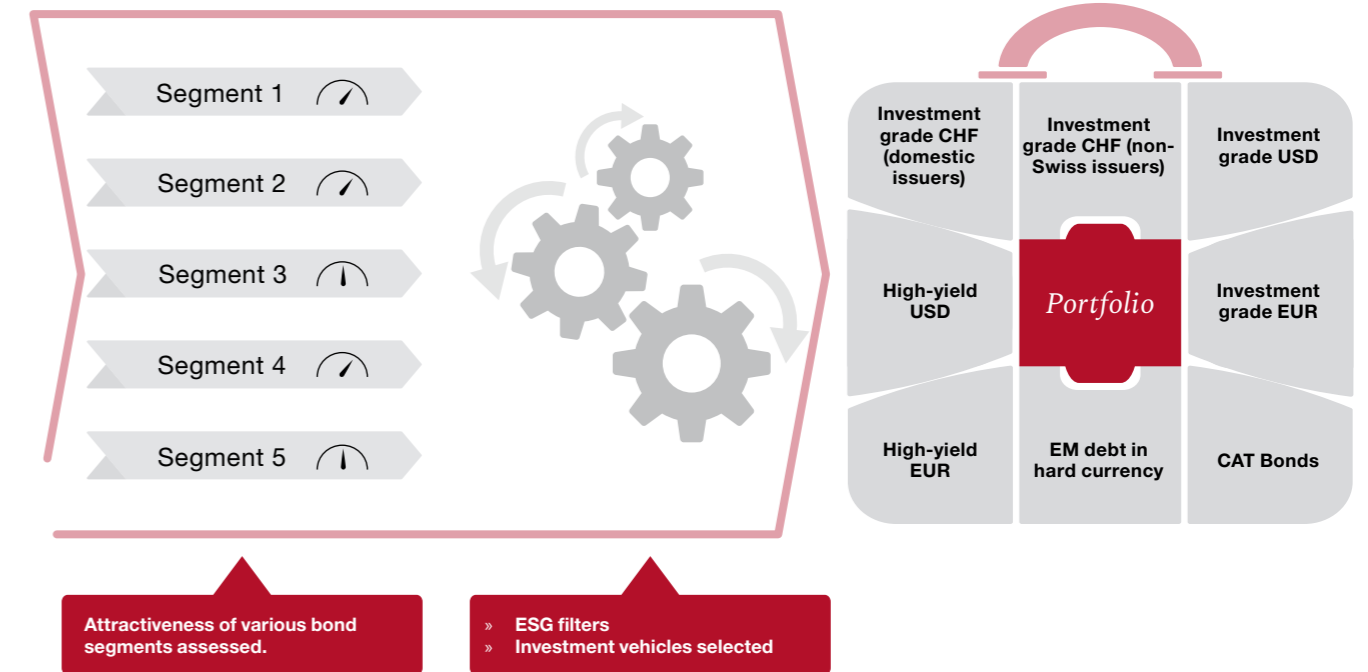 Segment 1
Segment 2
Segment 3
Segment 4
Segment 5
Attractiveness of various bond
segments assessed.
» ESG filters
» Investment vehicles selected
Investment
grade CHF
(domestic
issuers)
Investment
grade CHF (non-
Swiss issuers)
Investment
grade USD
High-yield
USD
Portfolio
Investment
grade EUR
High-yield
EUR
EM debt in
hard currency
CAT Bonds